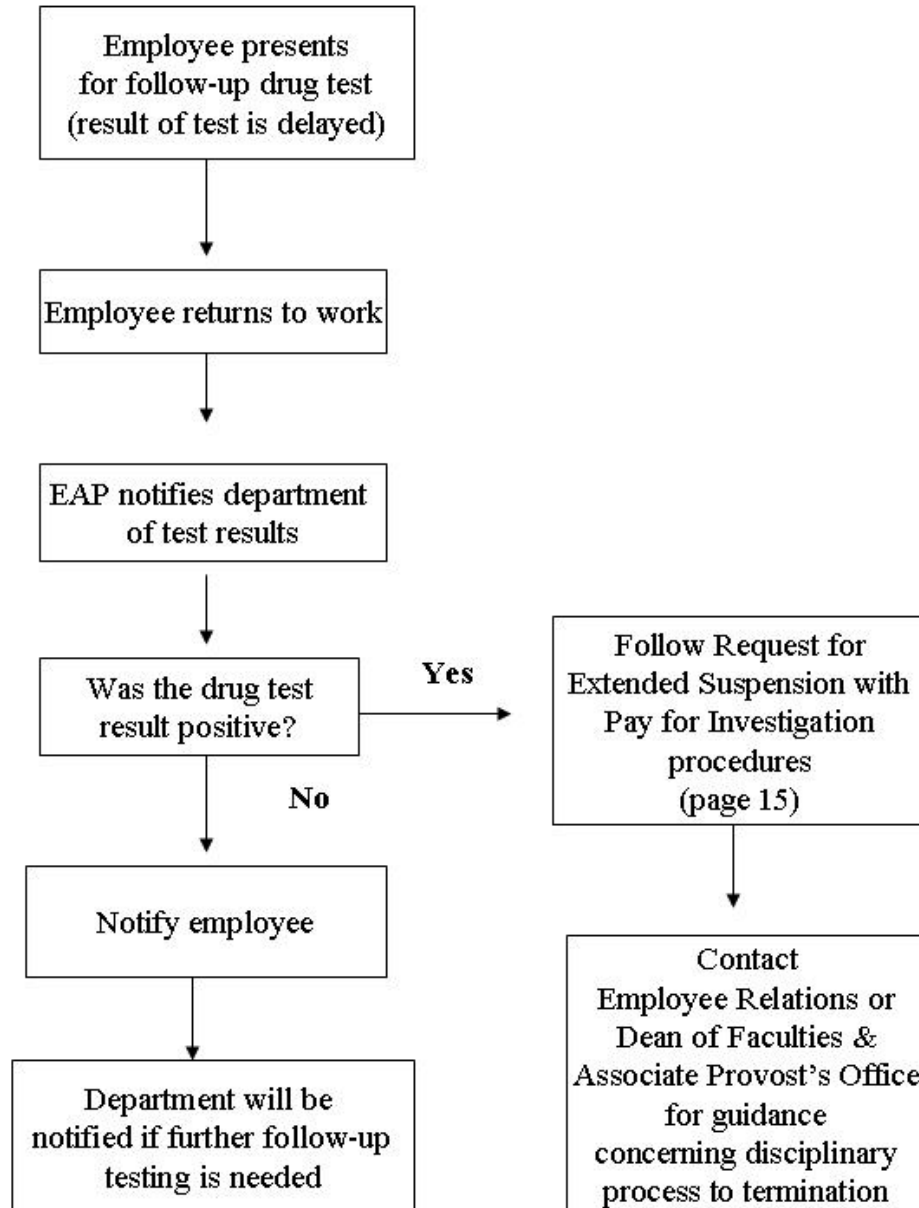 Employee presents
for follow-up drug test
(result of test is delayed)
Employee returns to work
EAP notifies department
of test results
Was the drug test
result positive?
Yes
No
Follow Request for
Extended Suspension with
Pay for Investigation
procedures
(page 15)
Notify employee
Contact
Employee Relations or
Dean of Faculties &
Associate Provost's Office
for guidance
concerning disciplinary
process to termination
Department will be
notified if further follow-up
testing is needed